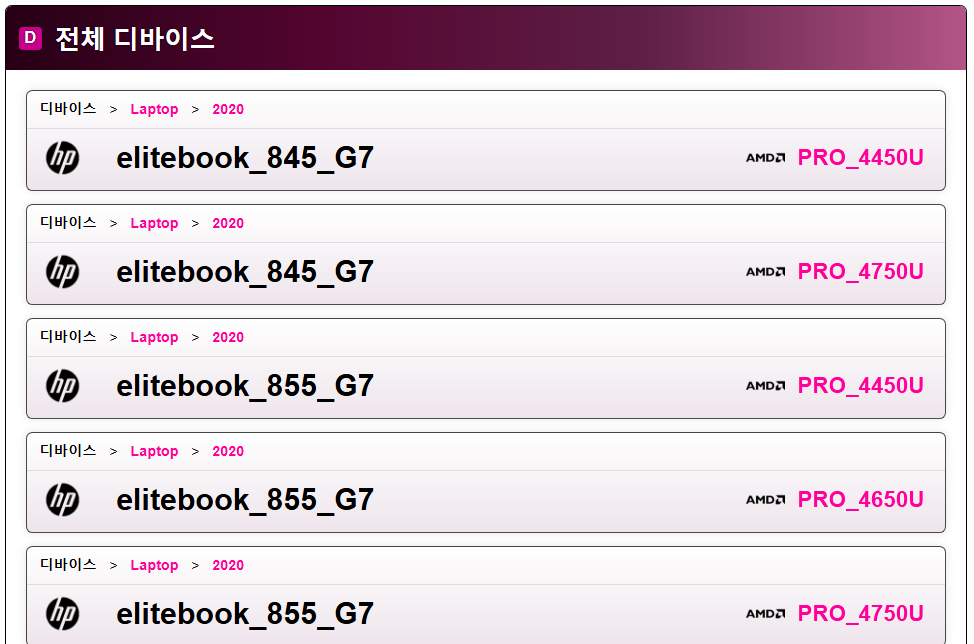 D 전체 디바이스
디바이스 > Laptop > 2020
hp elitebook_845_G7 AMD PRO_4450U
디바이스 > Laptop > 2020
hp elitebook_845_G7 AMD PRO_4750U
디바이스 > Laptop > 2020
hp elitebook_855_G7 AMD PRO_4450U
디바이스 > Laptop > 2020
hp elitebook_855_G7 AMD PRO_4650U
디바이스 > Laptop > 2020
hp elitebook_855_G7 AMD PRO_4750U